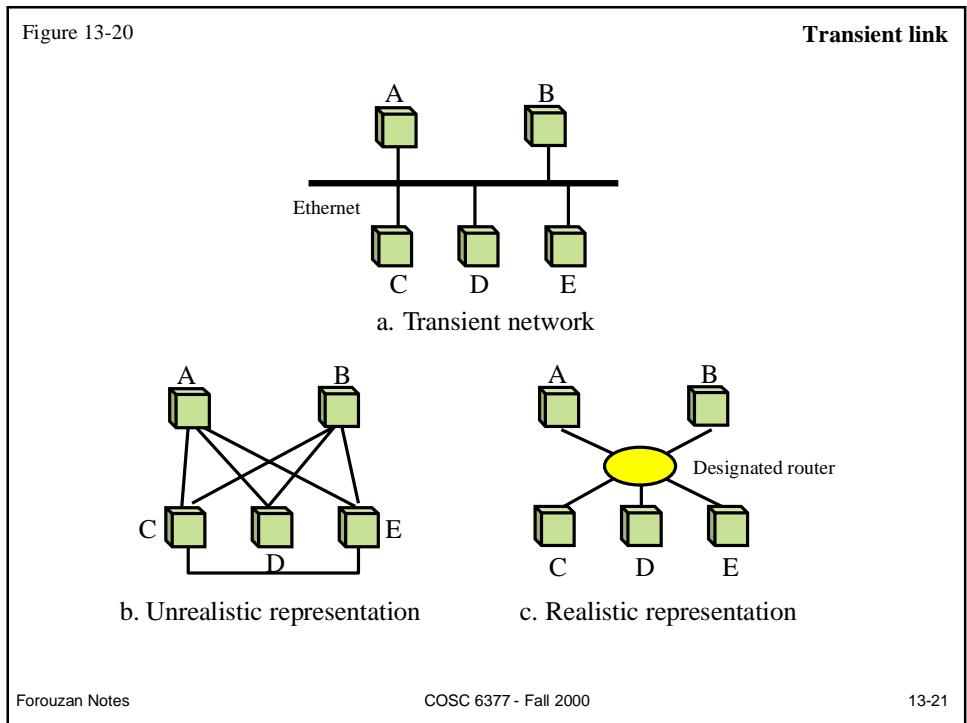 Figure 13-20
Transient link
A B
Ethernet
C D E
a. Transient network
A B
C D E
b. Unrealistic representation
A B
Designated router
C D E
c. Realistic representation
Forouzan Notes
COSC 6377 - Fall 2000
13-21